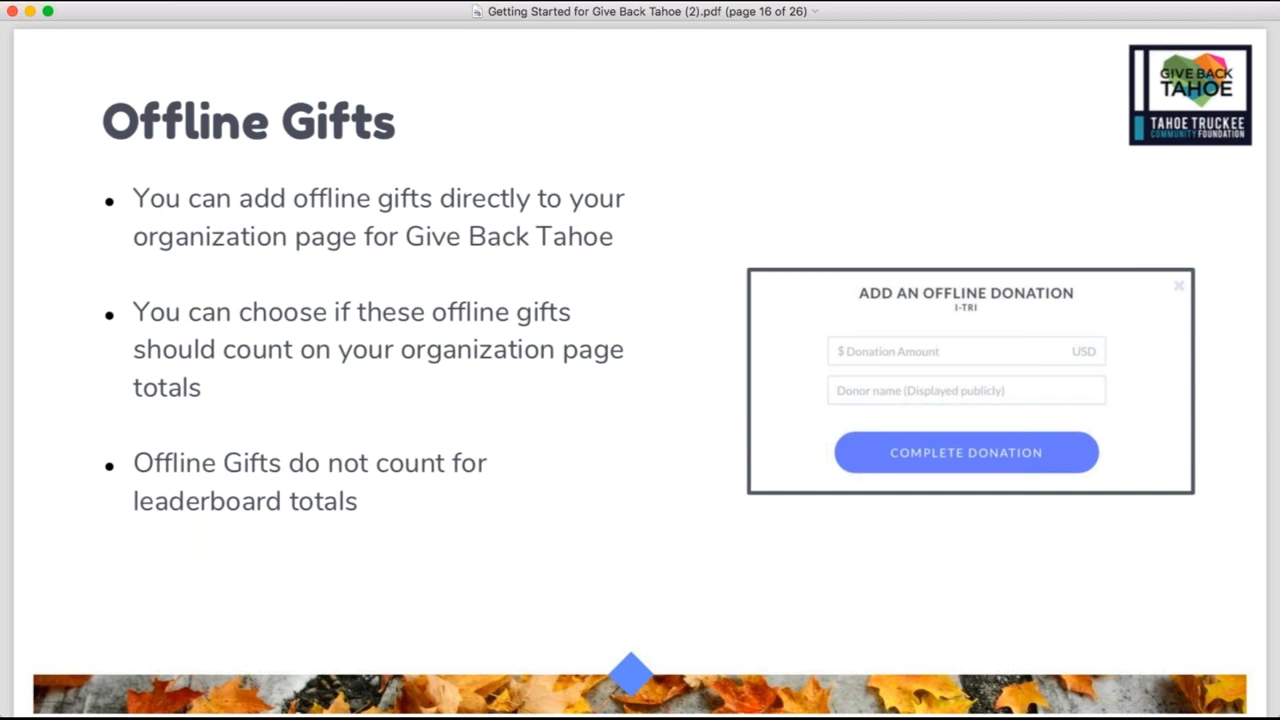 Getting Started for Give Back Tahoe (2).pdf (page 16 of 26)
GIVE BACK
TAHOE
TAHOE TRUCKEE
COMMUNITY FOUNDATION
Offline Gifts
• You can add offline gifts directly to your
organization page for Give Back Tahoe
• You can choose if these offline gifts
should count on your organization page
totals
• Offline Gifts do not count for
leaderboard totals
ADD AN OFFLINE DONATION
I-TRI
$ Donation Amount USD
Donor name (Displayed publicly)
COMPLETE DONATION